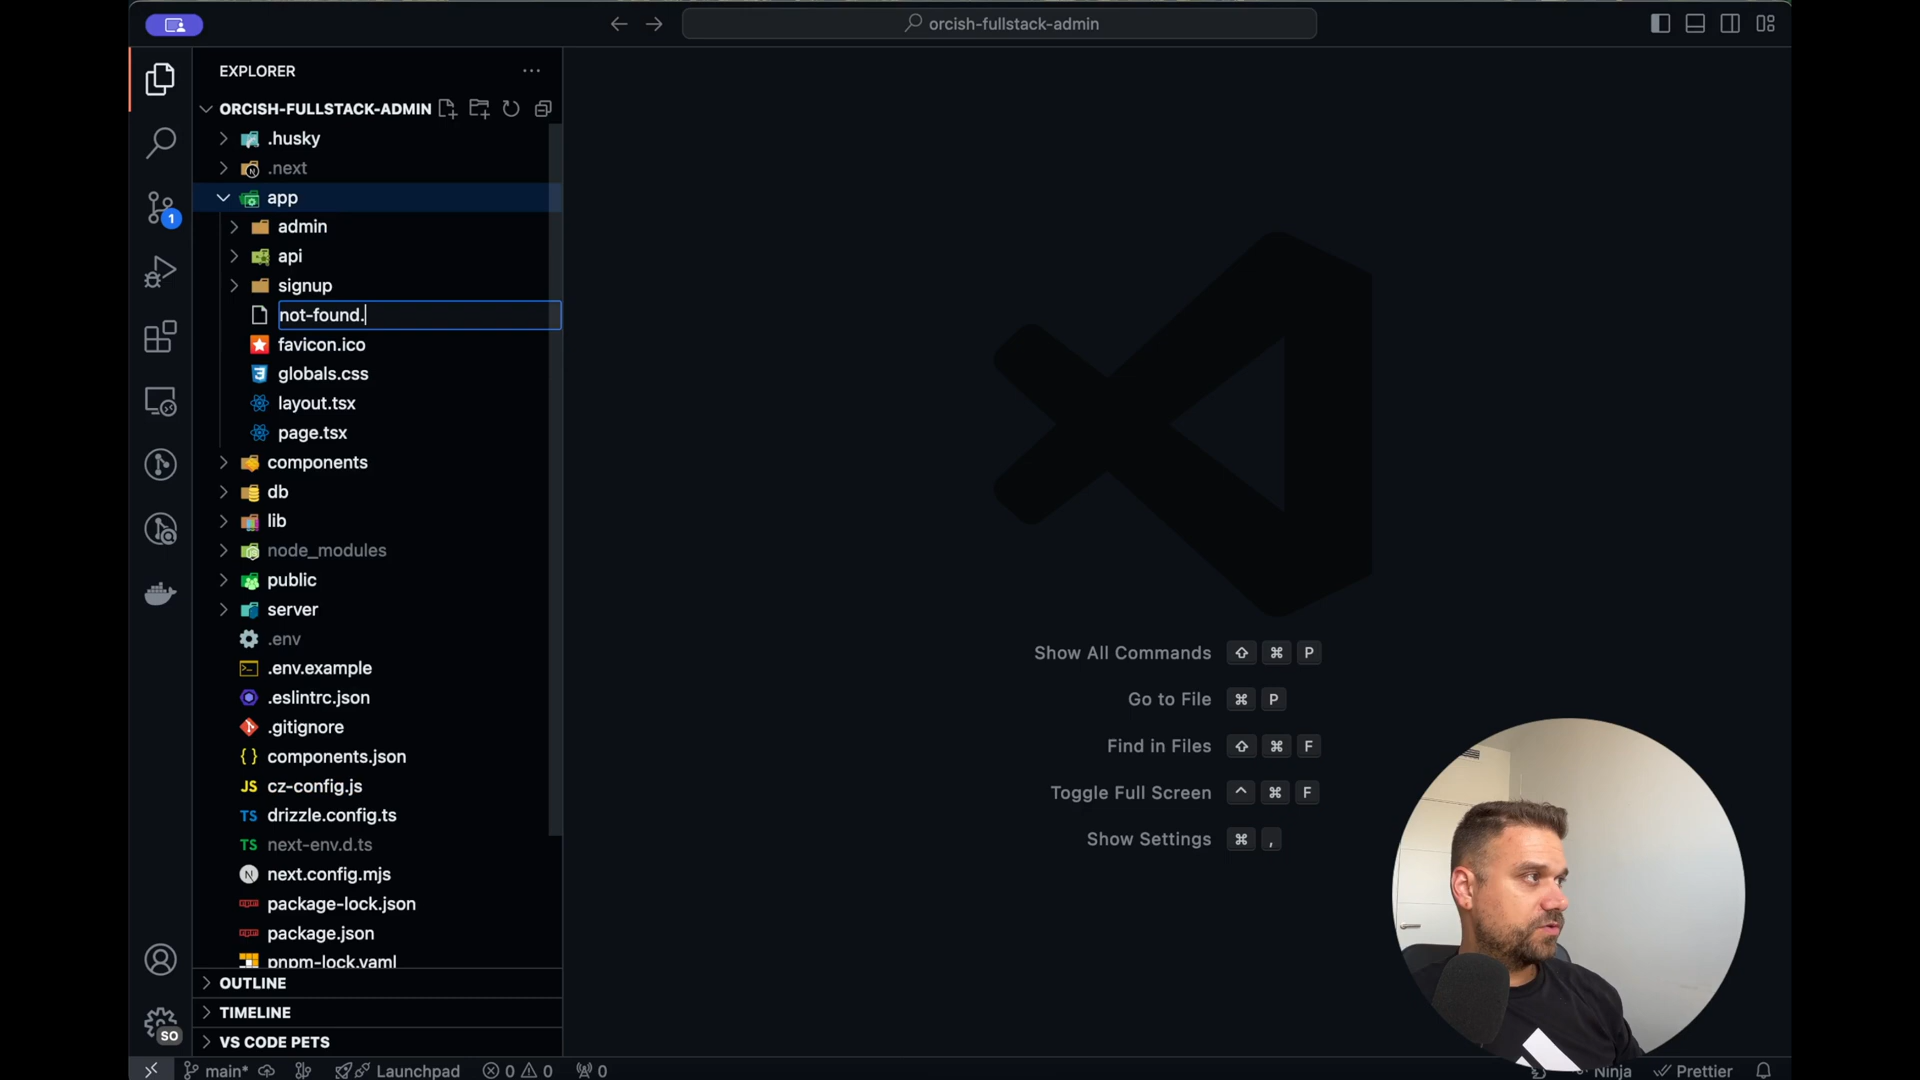 orcish-fullstack-admin
EXPLORER
ORCISH-FULLSTACK-ADMIN
.husky
.next
app
admin
api
signup
not-found.
favicon.ico
globals.css
layout.tsx
page.tsx
components
db
lib
node_modules
public
server
.env
.env.example
.eslintrc.json
.gitignore
components.json
JS cz-config.js
TS drizzle.config.ts
TS next-env.d.ts
next.config.mjs
package-lock.json
package.json
pnpm-lock.yaml
OUTLINE
TIMELINE
VS CODE PETS
1
SO
Show All Commands ⇧ ⌘ P
Go to File ⌘ P
Find in Files ⇧ ⌘ F
Toggle Full Screen ^ ⌘ F
Show Settings ⌘ ,
main* Launchpad 0 0 0 Ninja Prettier